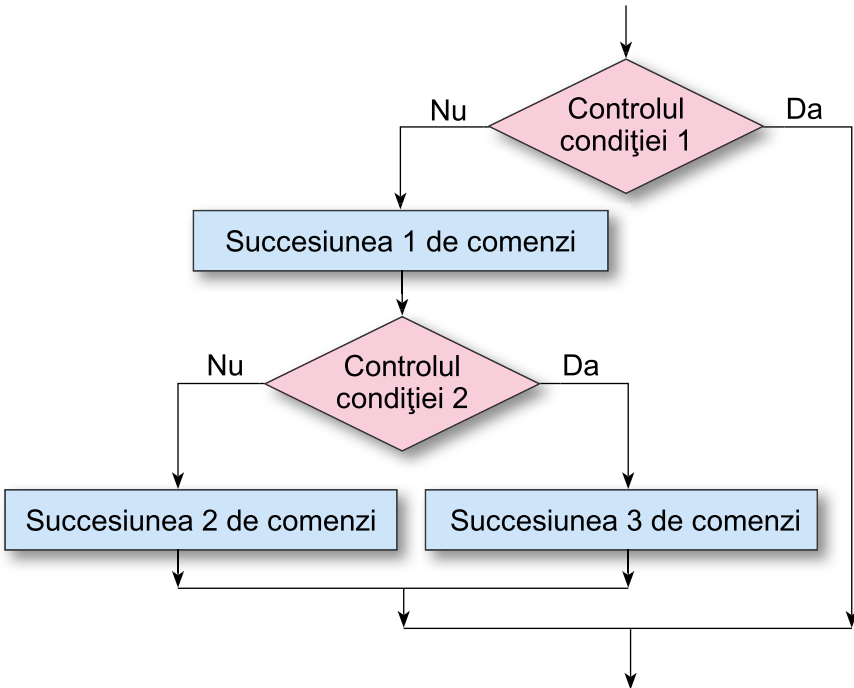 Nu
Controlul
condiţiei 1
Da
Succesiunea 1 de comenzi
Nu
Controlul
condiţiei 2
Da
Succesiunea 2 de comenzi
Succesiunea 3 de comenzi